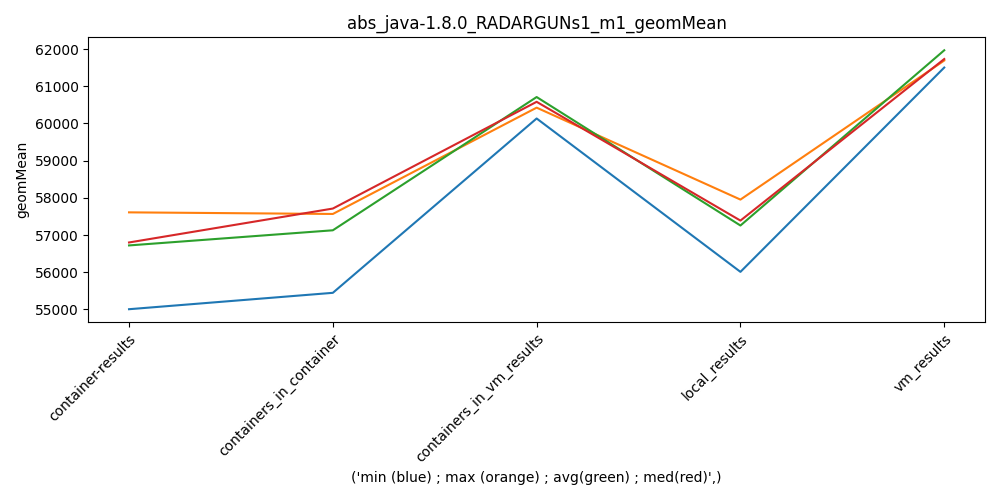 abs_java-1.8.0_RADARGUNs1_m1_geomMean
geomMean
62000
61000
60000
59000
58000
57000
56000
55000
container-results
containers_in_container
containers_in_vm_results
local_results
vm_results
('min (blue) ; max (orange) ; avg(green) ; med(red)',)